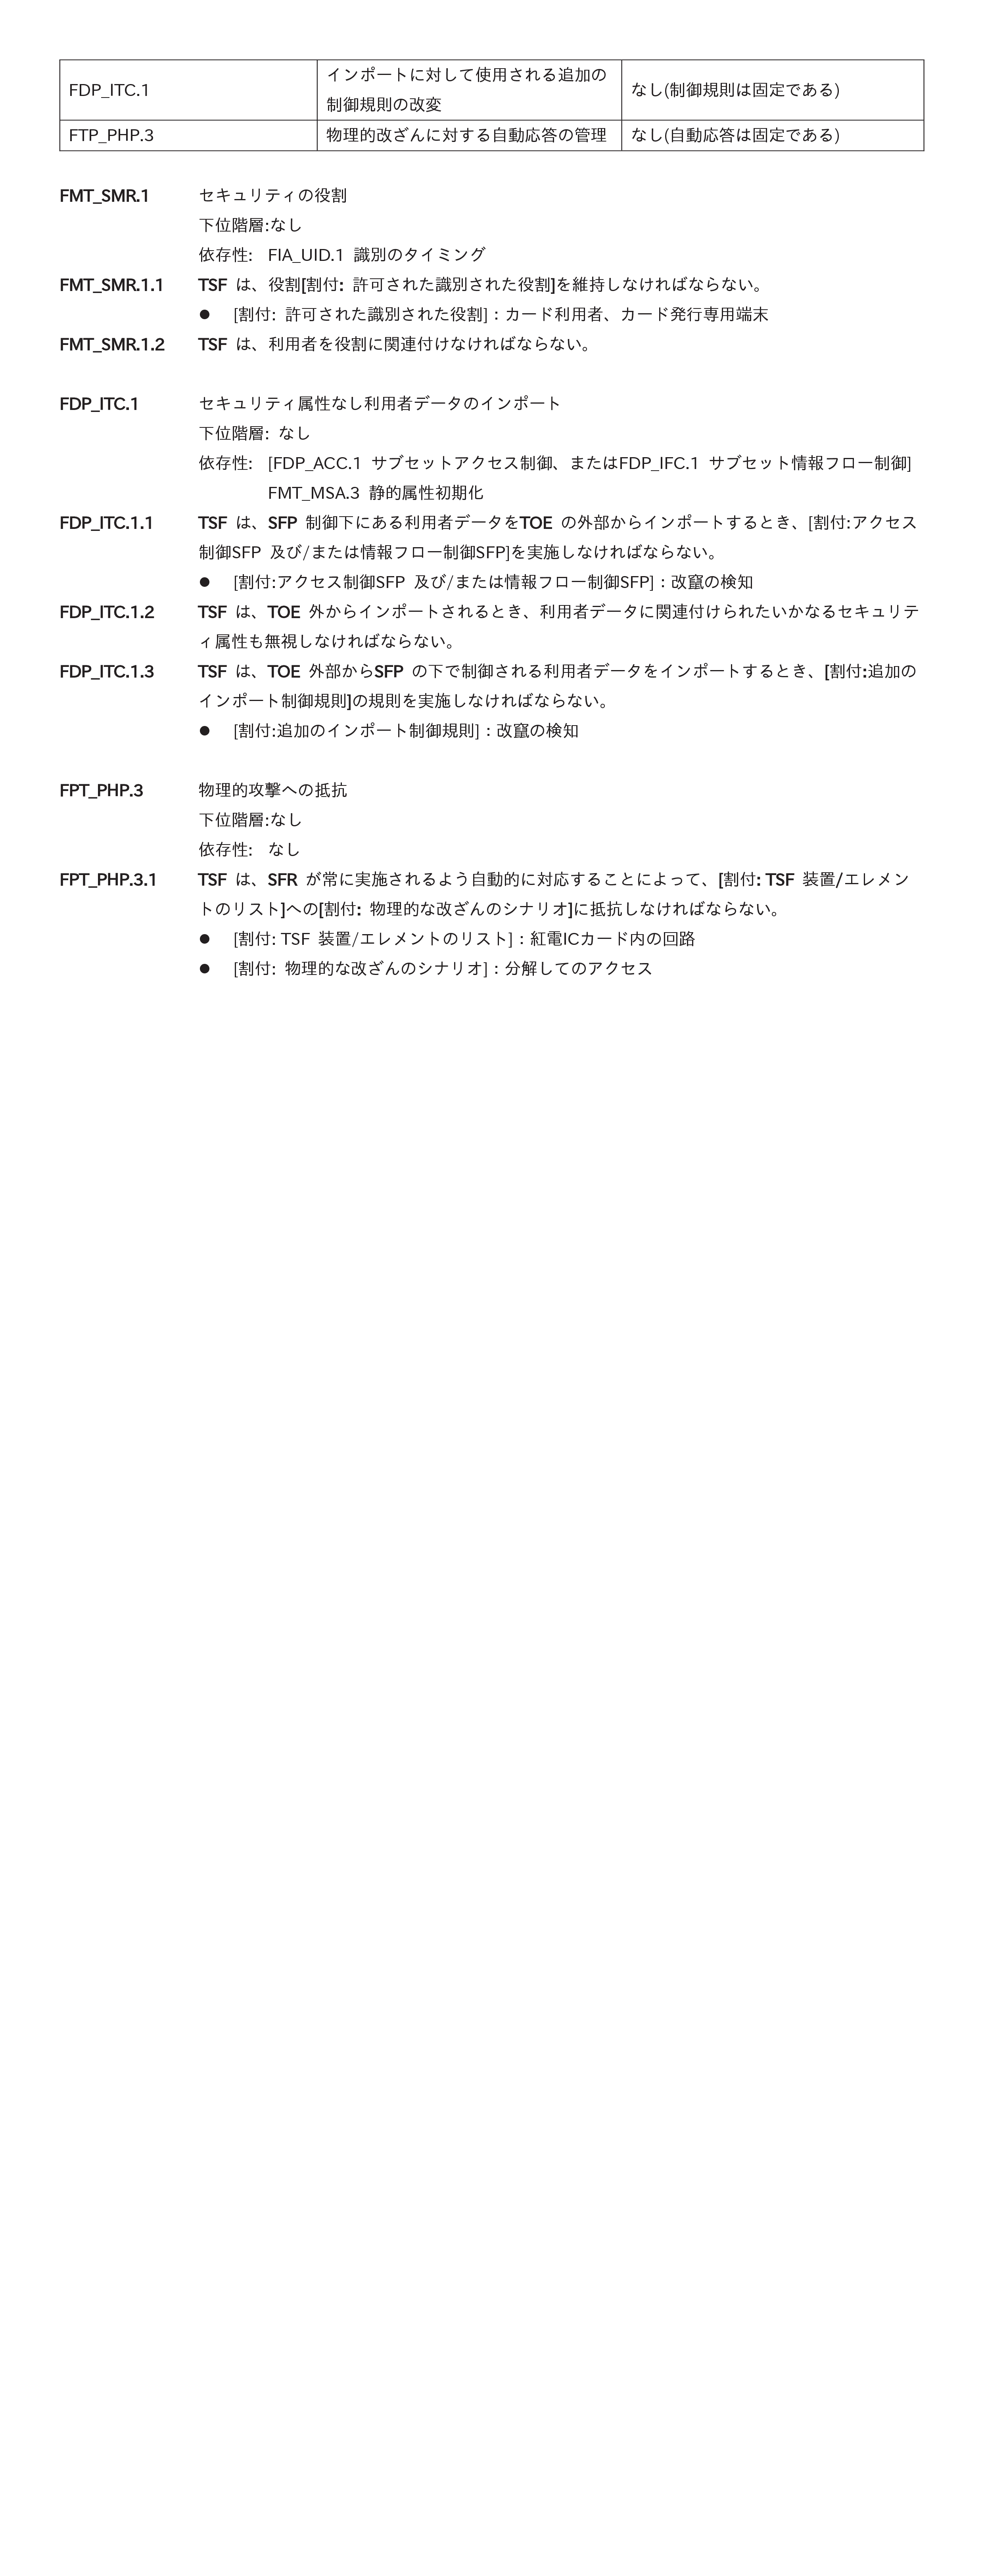 FDP_ITC.1 インポートに対して使用される追加の制御規則の改変 なし(制御規則は固定である)
FTP_PHP.3 物理的改ざんに対する自動応答の管理 なし(自動応答は固定である)
FMT_SMR.1 セキュリティの役割
下位階層:なし
依存性: FIA_UID.1 識別のタイミング
FMT_SMR.1.1 TSF は、役割[割付: 許可された識別された役割]を維持しなければならない。
● [割付: 許可された識別された役割]：カード利用者、カード発行専用端末
FMT_SMR.1.2 TSF は、利用者を役割に関連付けなければならない。
FDP_ITC.1 セキュリティ属性なし利用者データのインポート
下位階層: なし
依存性: [FDP_ACC.1 サブセットアクセス制御、またはFDP_IFC.1 サブセット情報フロー制御]
FMT_MSA.3 静的属性初期化
FDP_ITC.1.1 TSF は、SFP 制御下にある利用者データをTOE の外部からインポートするとき、[割付:アクセス
制御SFP 及び/または情報フロー制御SFP]を実施しなければならない。
● [割付:アクセス制御SFP 及び/または情報フロー制御SFP]：改竄の検知
FDP_ITC.1.2 TSF は、TOE 外からインポートされるとき、利用者データに関連付けられたいかなるセキュリテ
ィ属性も無視しなければならない。
FDP_ITC.1.3 TSF は、TOE 外部からSFP の下で制御される利用者データをインポートするとき、[割付:追加の
インポート制御規則]の規則を実施しなければならない。
● [割付:追加のインポート制御規則]：改竄の検知
FPT_PHP.3 物理的攻撃への抵抗
下位階層:なし
依存性: なし
FPT_PHP.3.1 TSF は、SFR が常に実施されるよう自動的に対応することによって、[割付: TSF 装置/エレメン
トのリスト]への[割付: 物理的な改ざんのシナリオ]に抵抗しなければならない。
● [割付: TSF 装置/エレメントのリスト]：紅電ICカード内の回路
● [割付: 物理的な改ざんのシナリオ]：分解してのアクセス